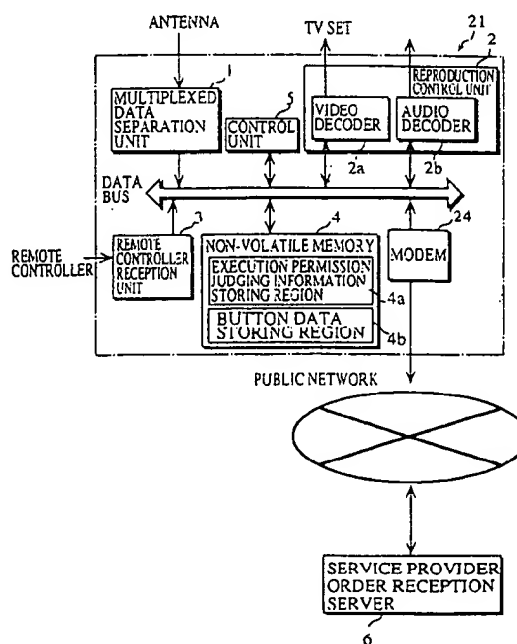 ANTENNA
TV SET
21
2
1
REPRODUCTION
CONTROL UNIT
MULTIPLEXED
DATA
SEPARATION
UNIT
5
CONTROL
UNIT
VIDEO
DECODER
AUDIO
DECODER
2a
2b
DATA
BUS
3
4
24
REMOTE
CONTROLLER
REMOTE
CONTROLLER
RECEPTION
UNIT
NON-VOLATILE MEMORY
EXECUTION PERMISSION
JUDGING INFORMATION
STORING REGION
4a
BUTTON DATA
STORING REGION
4b
MODEM
PUBLIC NETWORK
SERVICE PROVIDER
ORDER RECEPTION
SERVER
6